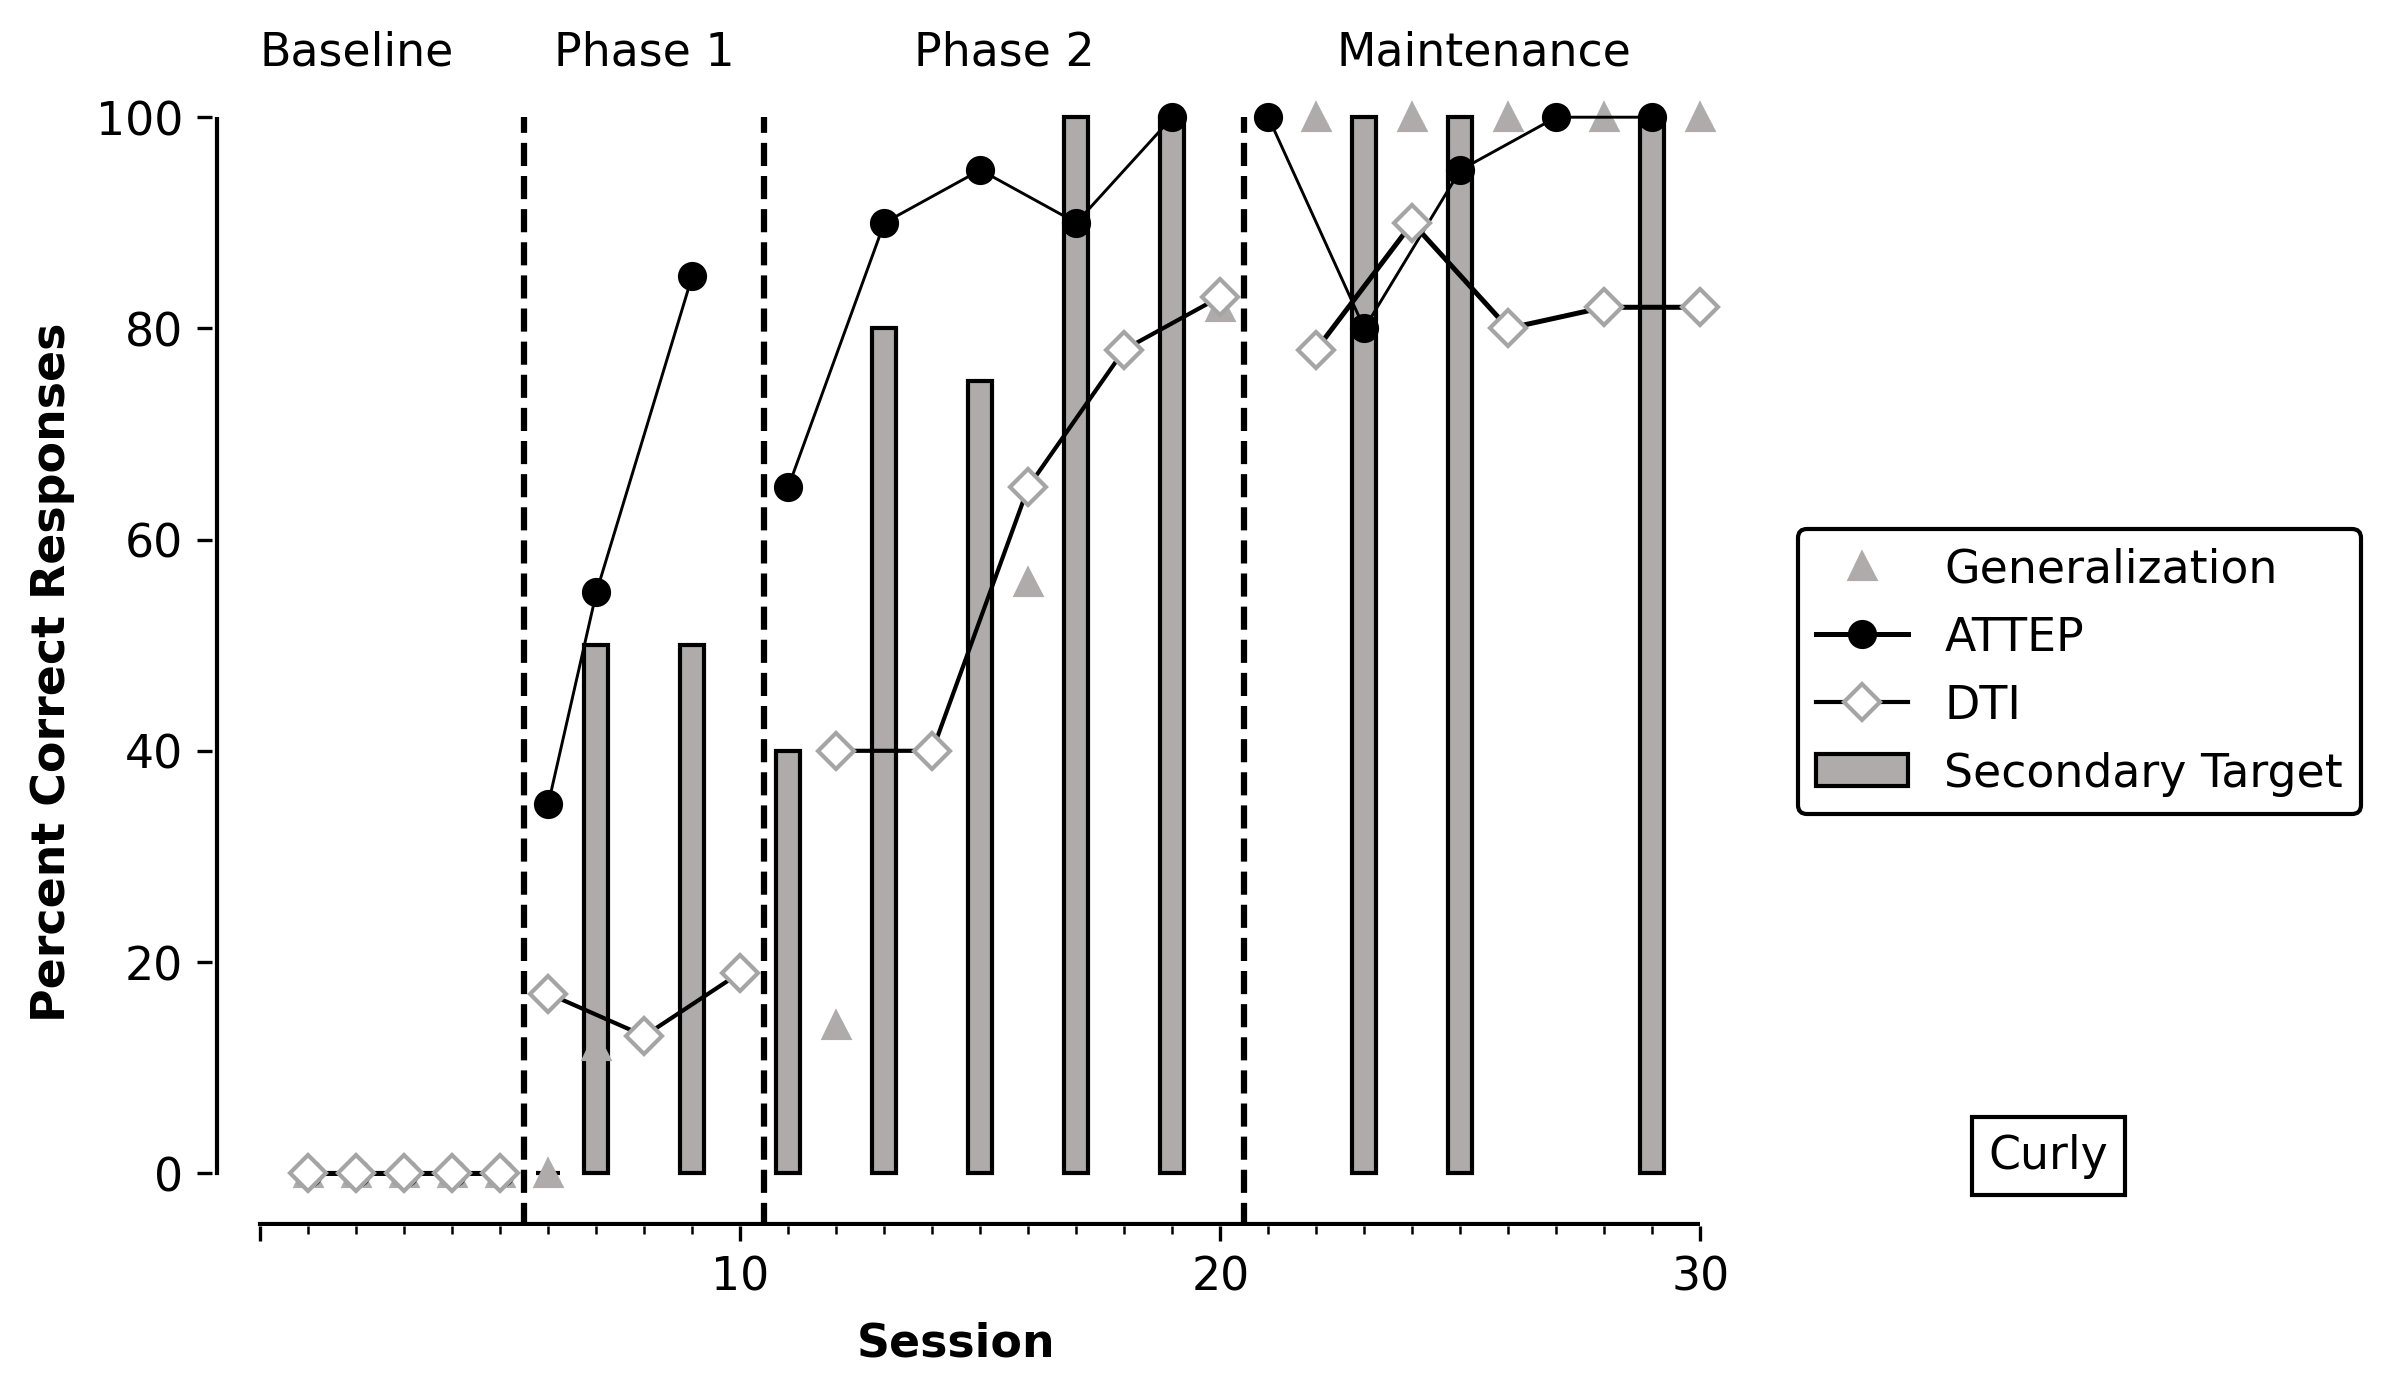 Baseline Phase 1 Phase 2 Maintenance
100
80
60
40
20
0
Percent Correct Responses
10 20 30
Session
Generalization
ATTEP
DTI
Secondary Target
Curly